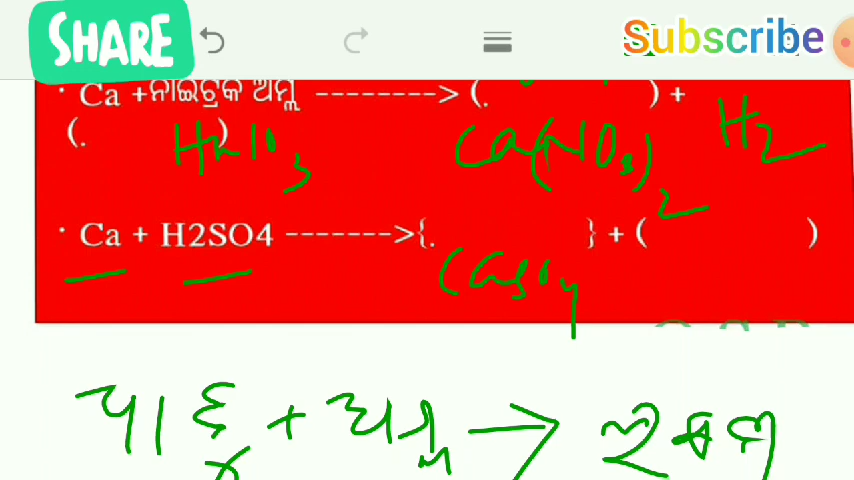 SHARE Subscribe
· Ca +ନାଇଟ୍ରିକ ଅମ୍ଳ --------> (. ) +
(. )
HNO3 Ca(NO3)2 H2
· Ca + H2SO4 ------->{. } + ( )
CaSO4
ଧାତୁ + ଅମ୍ଳ → ଲବଣ